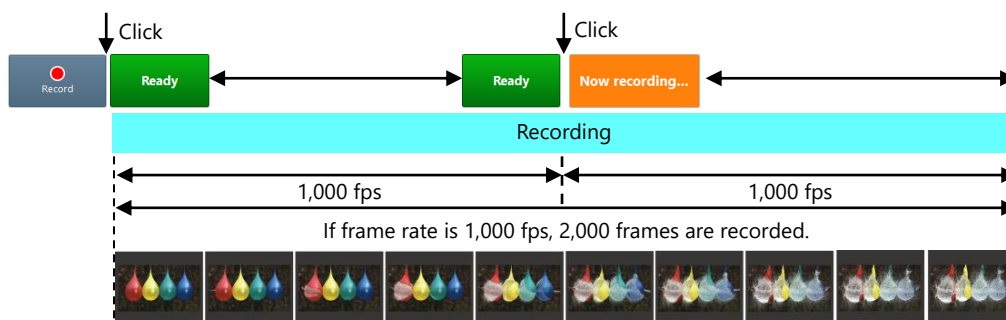 Click
Click
Record
Ready
Ready
Now recording...
Recording
1,000 fps
1,000 fps
If frame rate is 1,000 fps, 2,000 frames are recorded.